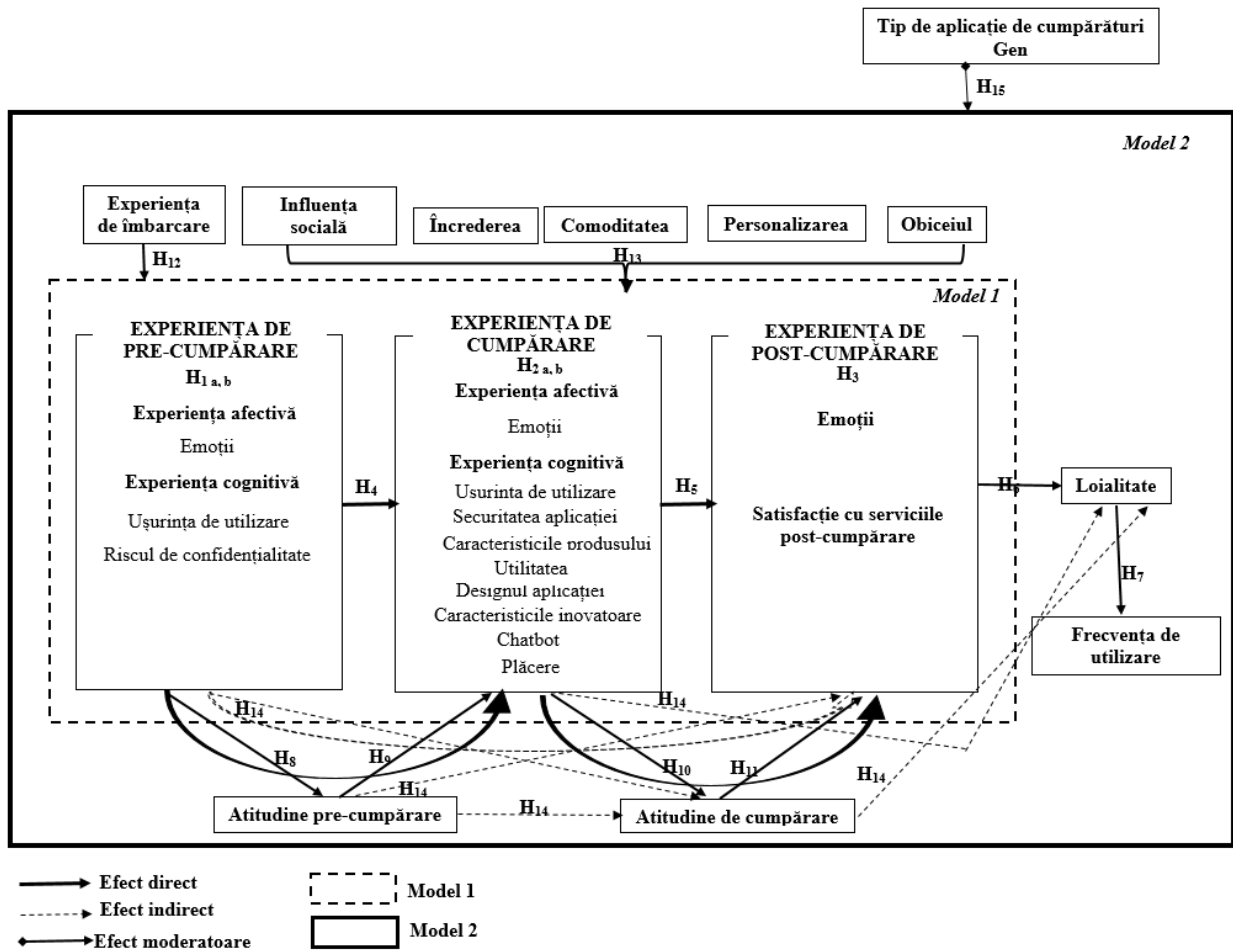 Tip de aplicație de cumpărături
Gen
H15
Model 2
Experiența
de îmbarcare
Influența
socială
Încrederea
Comoditatea
Personalizarea
Obiceiul
H12
H13
Model 1
EXPERIENȚA DE
PRE-CUMPĂRARE
H1 a, b
Experiența afectivă
Emoții
Experiența cognitivă
Ușurința de utilizare
Riscul de confidențialitate
H4
EXPERIENȚA DE
CUMPĂRARE
H2 a, b
Experiența afectivă
Emoții
Experiența cognitivă
Usurinta de utilizare
Securitatea aplicației
Caracteristicile produsului
Utilitatea
Designul aplicației
Caracteristicile inovatoare
Chatbot
Plăcere
H5
EXPERIENȚA DE
POST-CUMPĂRARE
H3
Emoții
Satisfacție cu serviciile
post-cumpărare
H6
Loialitate
H7
Frecvența de
utilizare
H14
H14
H8
H9
H10
H11
H14
H14
H14
Atitudine pre-cumpărare
Atitudine de cumpărare
Efect direct
Efect indirect
Efect moderatoare
Model 1
Model 2